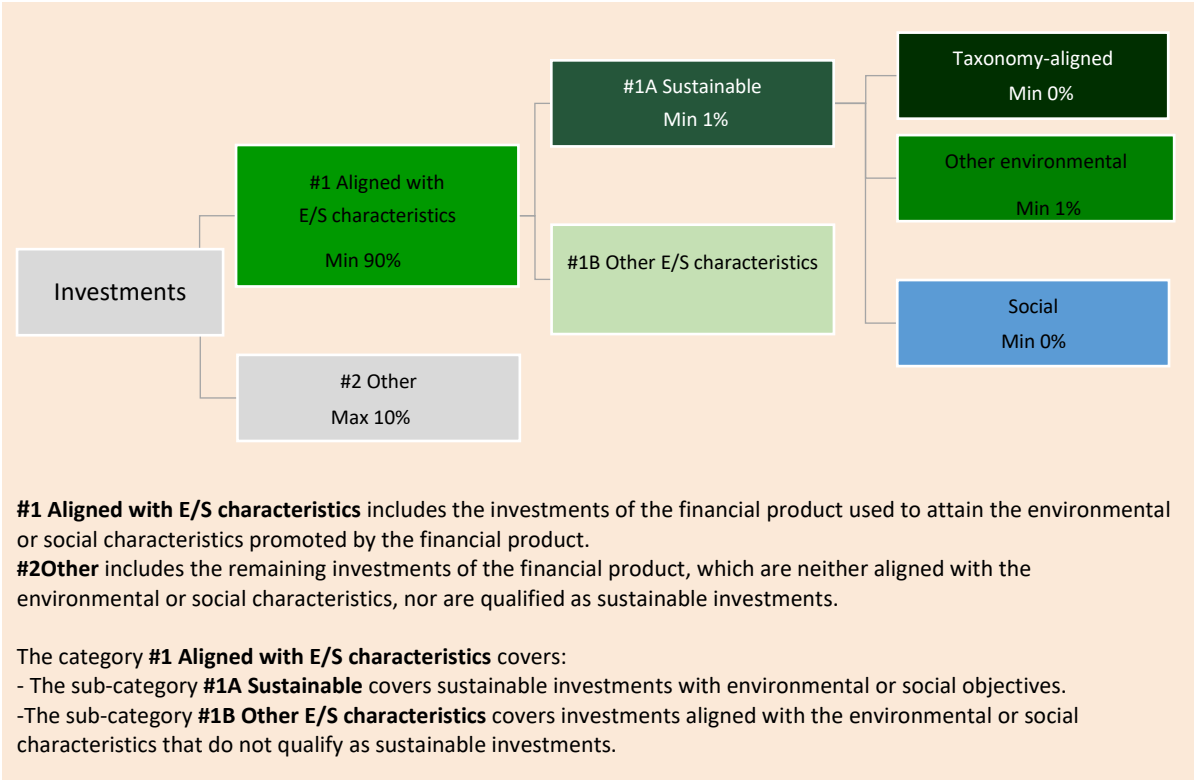 Investments
#1 Aligned with
E/S characteristics
Min 90%
#2 Other
Max 10%
#1A Sustainable
Min 1%
#1B Other E/S characteristics
Taxonomy-aligned
Min 0%
Other environmental
Min 1%
Social
Min 0%
#1 Aligned with E/S characteristics includes the investments of the financial product used to attain the environmental
or social characteristics promoted by the financial product.
#2Other includes the remaining investments of the financial product, which are neither aligned with the
environmental or social characteristics, nor are qualified as sustainable investments.
The category #1 Aligned with E/S characteristics covers:
- The sub-category #1A Sustainable covers sustainable investments with environmental or social objectives.
-The sub-category #1B Other E/S characteristics covers investments aligned with the environmental or social
characteristics that do not qualify as sustainable investments.